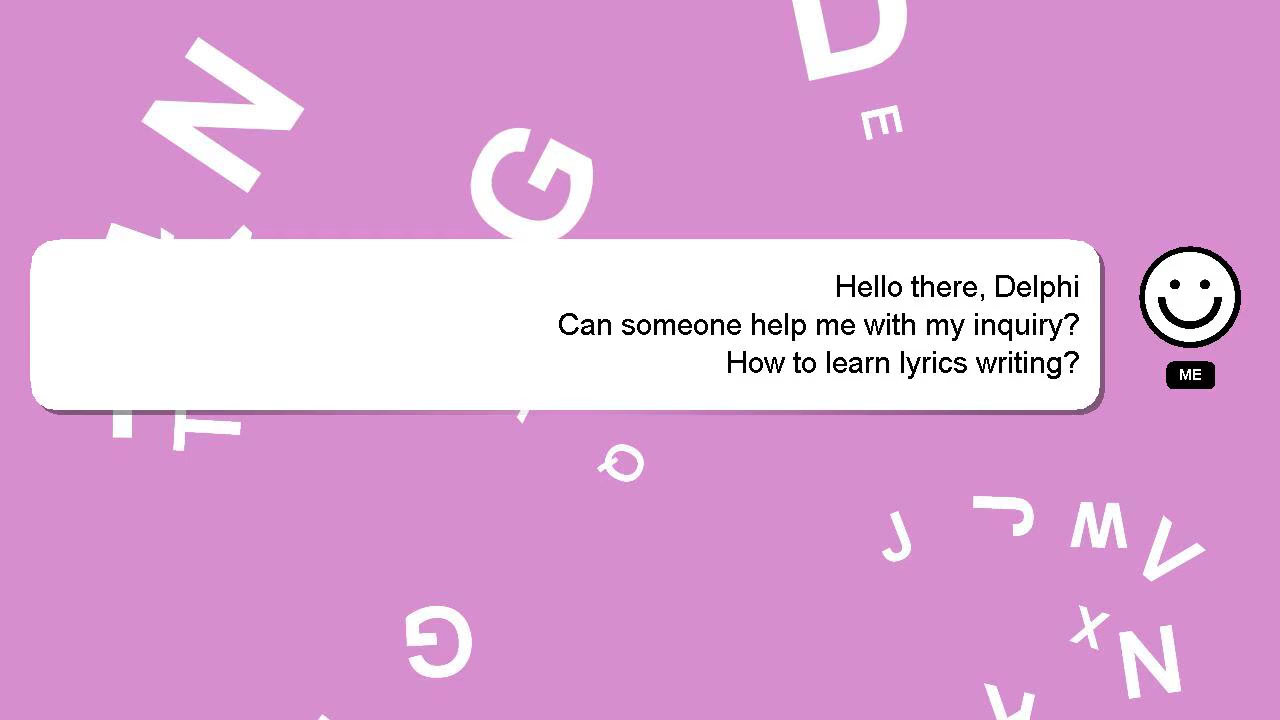 Hello there, Delphi
Can someone help me with my inquiry?
How to learn lyrics writing?
ME
N
D
E
G
T
Q
J
J
W
V
G
X
N